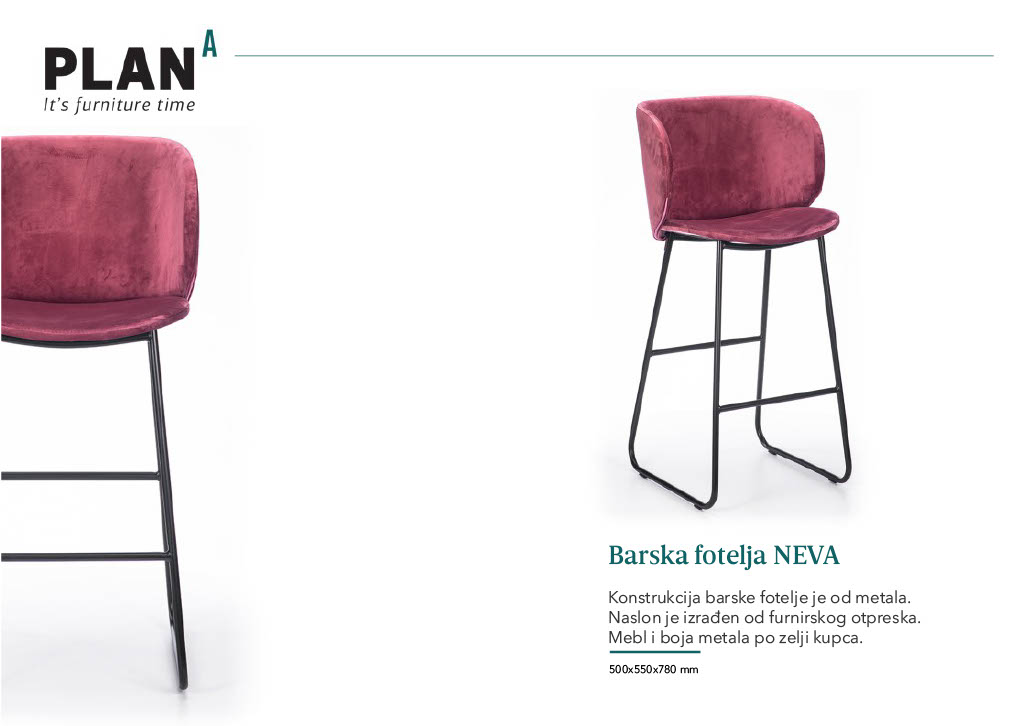 PLAN A
It's furniture time
Barska fotelja NEVA
Konstrukcija barske fotelje je od metala.
Naslon je izrađen od furnirskog otpreska.
Mebl i boja metala po zelji kupca.
500x550x780 mm